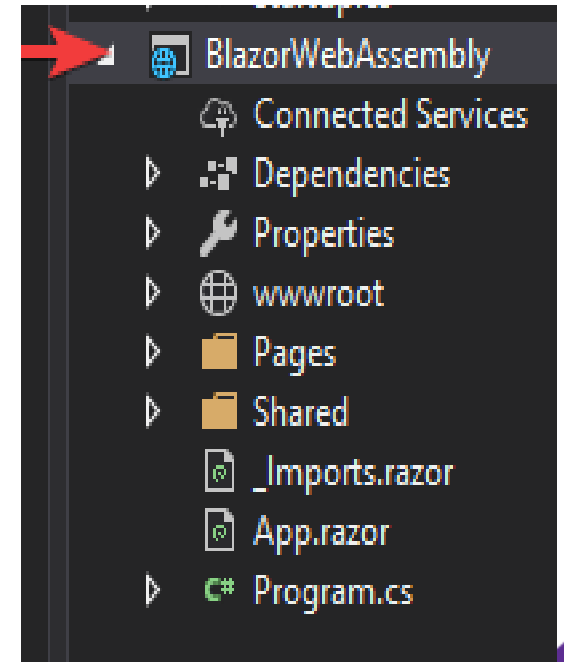 BlazorWebAssembly
Connected Services
Dependencies
Properties
wwwroot
Pages
Shared
_Imports.razor
App.razor
C# Program.cs